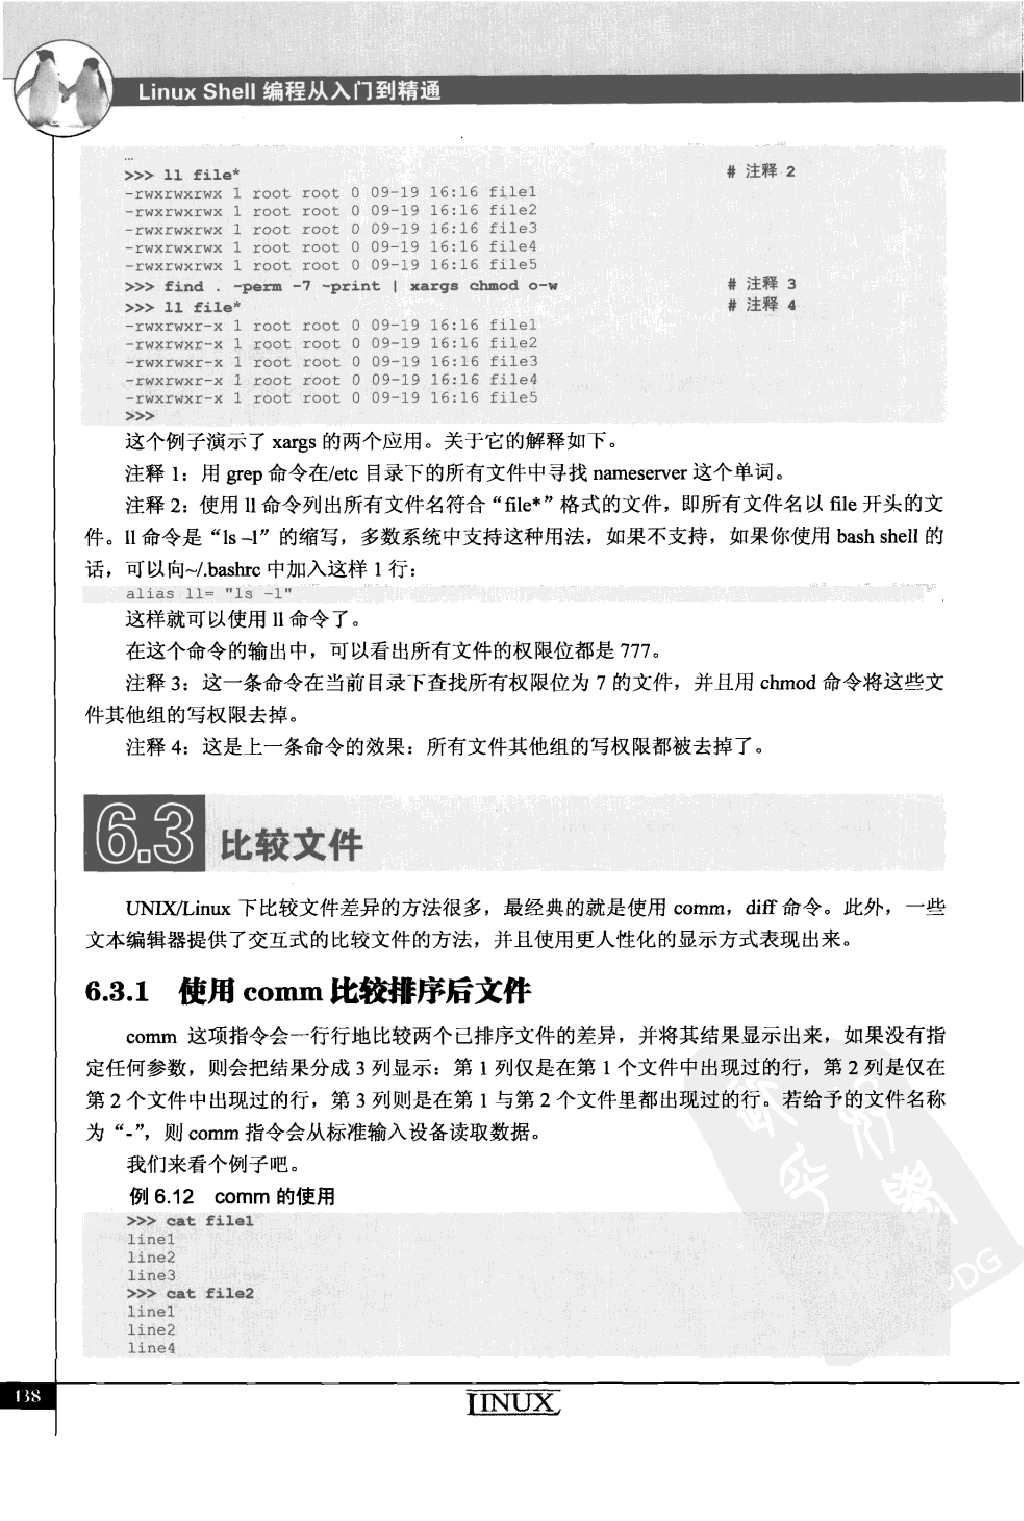 Linux Shell 编程从入门到精通
...
>>> ll file* # 注释 2
-rwxrwxrwx 1 root root 0 09-19 16:16 file1
-rwxrwxrwx 1 root root 0 09-19 16:16 file2
-rwxrwxrwx 1 root root 0 09-19 16:16 file3
-rwxrwxrwx 1 root root 0 09-19 16:16 file4
-rwxrwxrwx 1 root root 0 09-19 16:16 file5
>>> find . -perm -7 -print | xargs chmod o-w # 注释 3
>>> ll file* # 注释 4
-rwxrwxr-x 1 root root 0 09-19 16:16 file1
-rwxrwxr-x 1 root root 0 09-19 16:16 file2
-rwxrwxr-x 1 root root 0 09-19 16:16 file3
-rwxrwxr-x 1 root root 0 09-19 16:16 file4
-rwxrwxr-x 1 root root 0 09-19 16:16 file5
>>>
这个例子演示了 xargs 的两个应用。关于它的解释如下。
注释 1：用 grep 命令在/etc 目录下的所有文件中寻找 nameserver 这个单词。
注释 2：使用 ll 命令列出所有文件名符合“file*”格式的文件，即所有文件名以 file 开头的文
件。ll 命令是“ls –l”的缩写，多数系统中支持这种用法，如果不支持，如果你使用 bash shell 的
话，可以向~/.bashrc 中加入这样 1 行：
alias ll= "ls -l"
这样就可以使用 ll 命令了。
在这个命令的输出中，可以看出所有文件的权限位都是 777。
注释 3：这一条命令在当前目录下查找所有权限位为 7 的文件，并且用 chmod 命令将这些文
件其他组的写权限去掉。
注释 4：这是上一条命令的效果：所有文件其他组的写权限都被去掉了。
6.3 比较文件
UNIX/Linux 下比较文件差异的方法很多，最经典的就是使用 comm，diff 命令。此外，一些
文本编辑器提供了交互式的比较文件的方法，并且使用更人性化的显示方式表现出来。
6.3.1 使用 comm 比较排序后文件
comm 这项指令会一行行地比较两个已排序文件的差异，并将其结果显示出来，如果没有指
定任何参数，则会把结果分成 3 列显示：第 1 列仅是在第 1 个文件中出现过的行，第 2 列是仅在
第 2 个文件中出现过的行，第 3 列则是在第 1 与第 2 个文件里都出现过的行。若给予的文件名称
为“-”，则 comm 指令会从标准输入设备读取数据。
我们来看个例子吧。
例 6.12 comm 的使用
>>> cat file1
line1
line2
line3
>>> cat file2
line1
line2
line4
138
LINUX